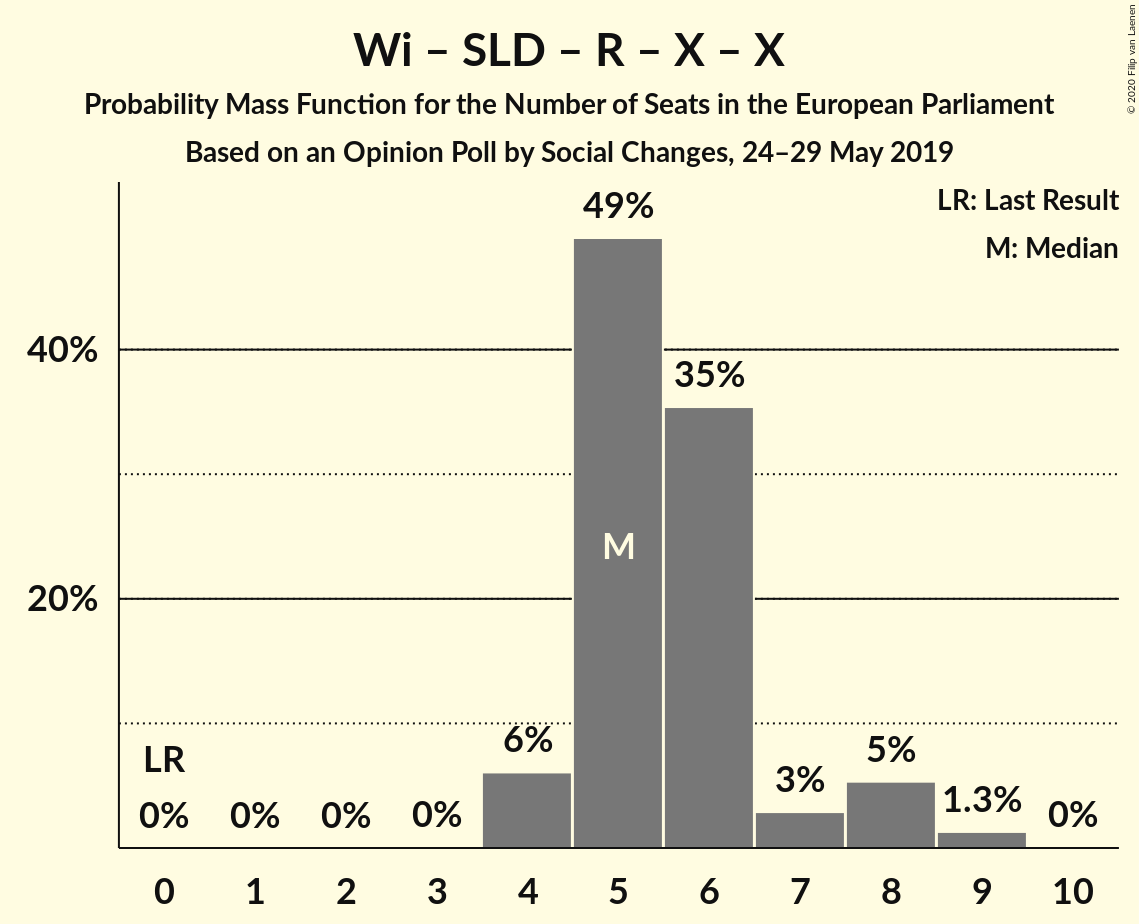 Wi – SLD – R – X – X
Probability Mass Function for the Number of Seats in the European Parliament
Based on an Opinion Poll by Social Changes, 24–29 May 2019
© 2020 Filip van Laenen
LR: Last Result
M: Median
49%
40%
35%
M
20%
6%
LR
5%
3%
1.3%
0% 0% 0% 0% 0%
0 1 2 3 4 5 6 7 8 9 10